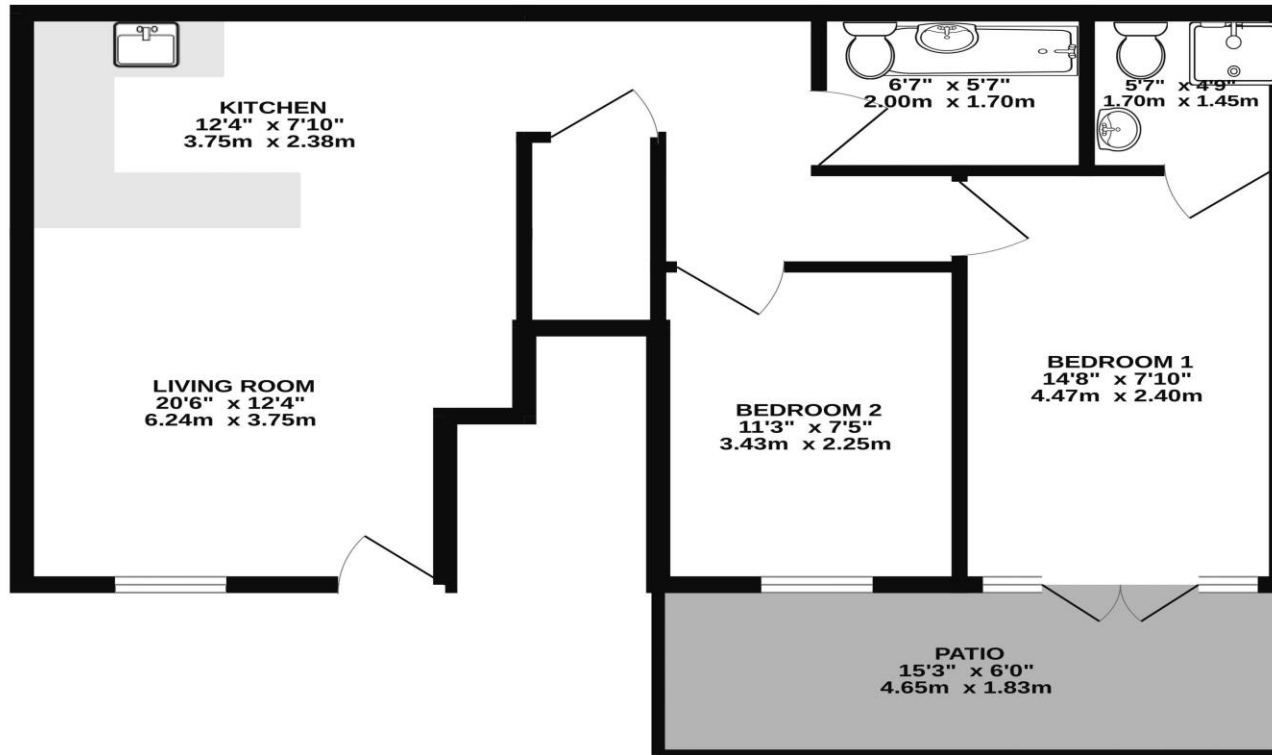 KITCHEN
12'4" x 7'10"
3.75m x 2.38m
6'7" x 5'7"
2.00m x 1.70m
5'7" x 4'9"
1.70m x 1.45m
LIVING ROOM
20'6" x 12'4"
6.24m x 3.75m
BEDROOM 2
11'3" x 7'5"
3.43m x 2.25m
BEDROOM 1
14'8" x 7'10"
4.47m x 2.40m
PATIO
15'3" x 6'0"
4.65m x 1.83m